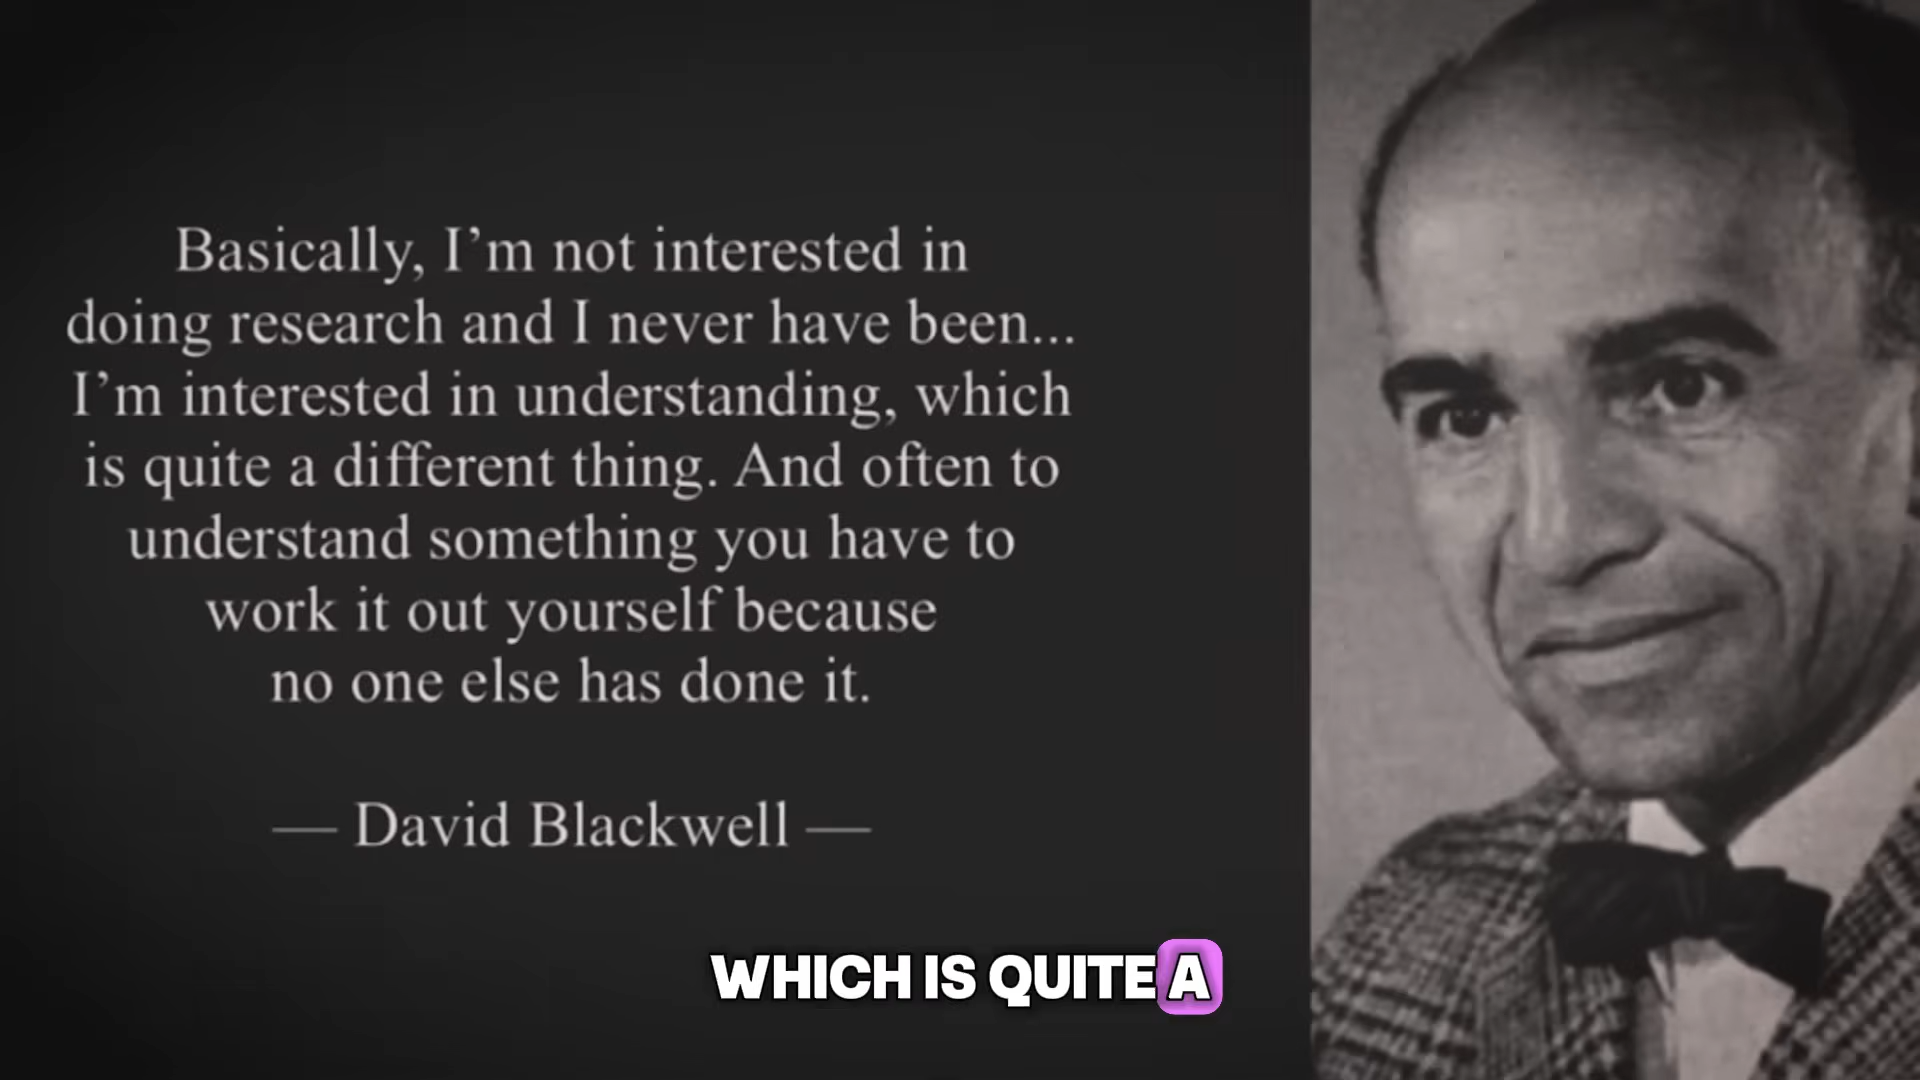 Basically, I’m not interested in
doing research and I never have been...
I’m interested in understanding, which
is quite a different thing. And often to
understand something you have to
work it out yourself because
no one else has done it.
— David Blackwell —
WHICH IS QUITE A